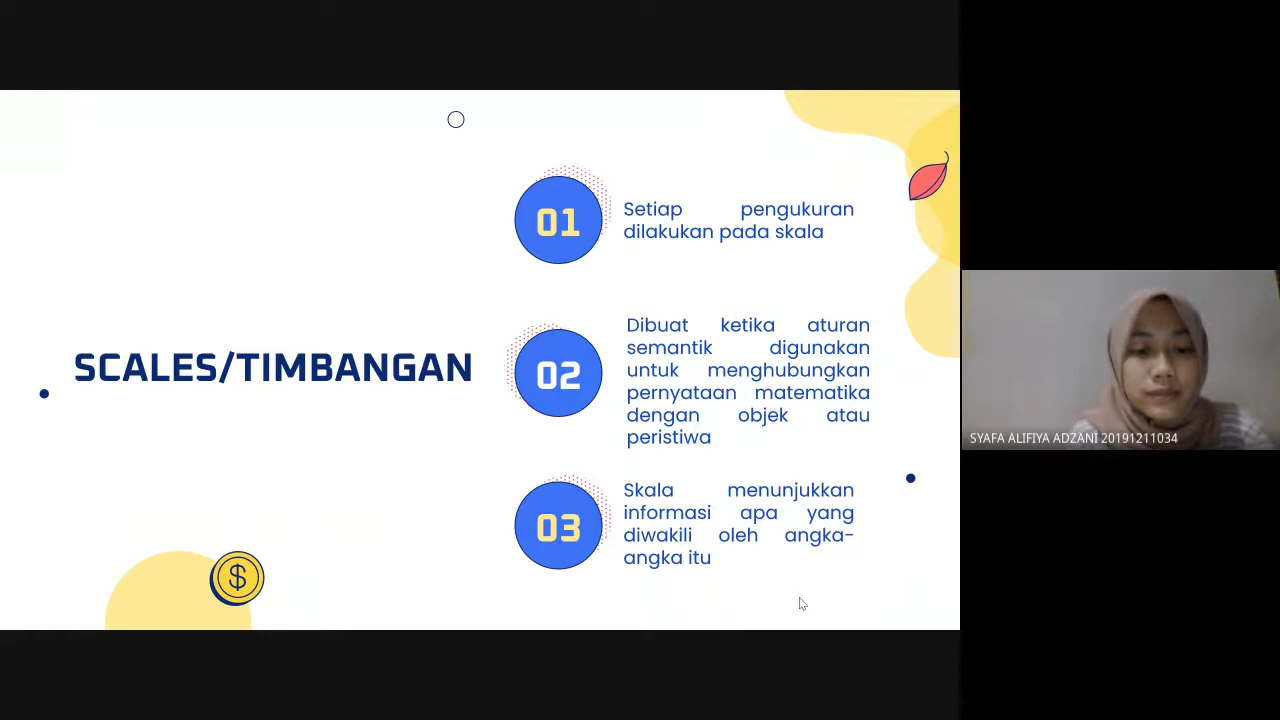 SCALES/TIMBANGAN
01
Setiap pengukuran
dilakukan pada skala
02
Dibuat ketika aturan
semantik digunakan
untuk menghubungkan
pernyataan matematika
dengan objek atau
peristiwa
03
Skala menunjukkan
informasi apa yang
diwakili oleh angka-
angka itu
$
SYAFA ALIFIYA ADZANI 20191211034